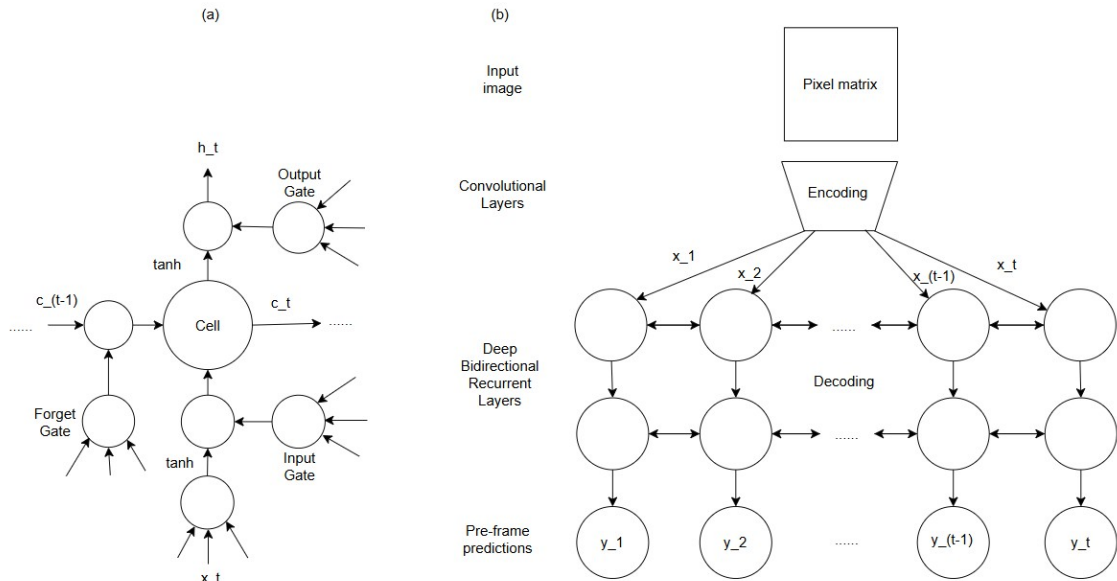 (a)
h_t
Output
Gate
tanh
c_(t-1)
c_t
......
Cell
......
Forget
Gate
tanh
Input
Gate
x_t
(b)
Input
image
Pixel matrix
Convolutional
Layers
Encoding
x_1
x_2
x_(t-1)
x_t
......
Deep
Bidirectional
Recurrent
Layers
Decoding
......
Pre-frame
predictions
y_1
y_2
......
y_(t-1)
y_t